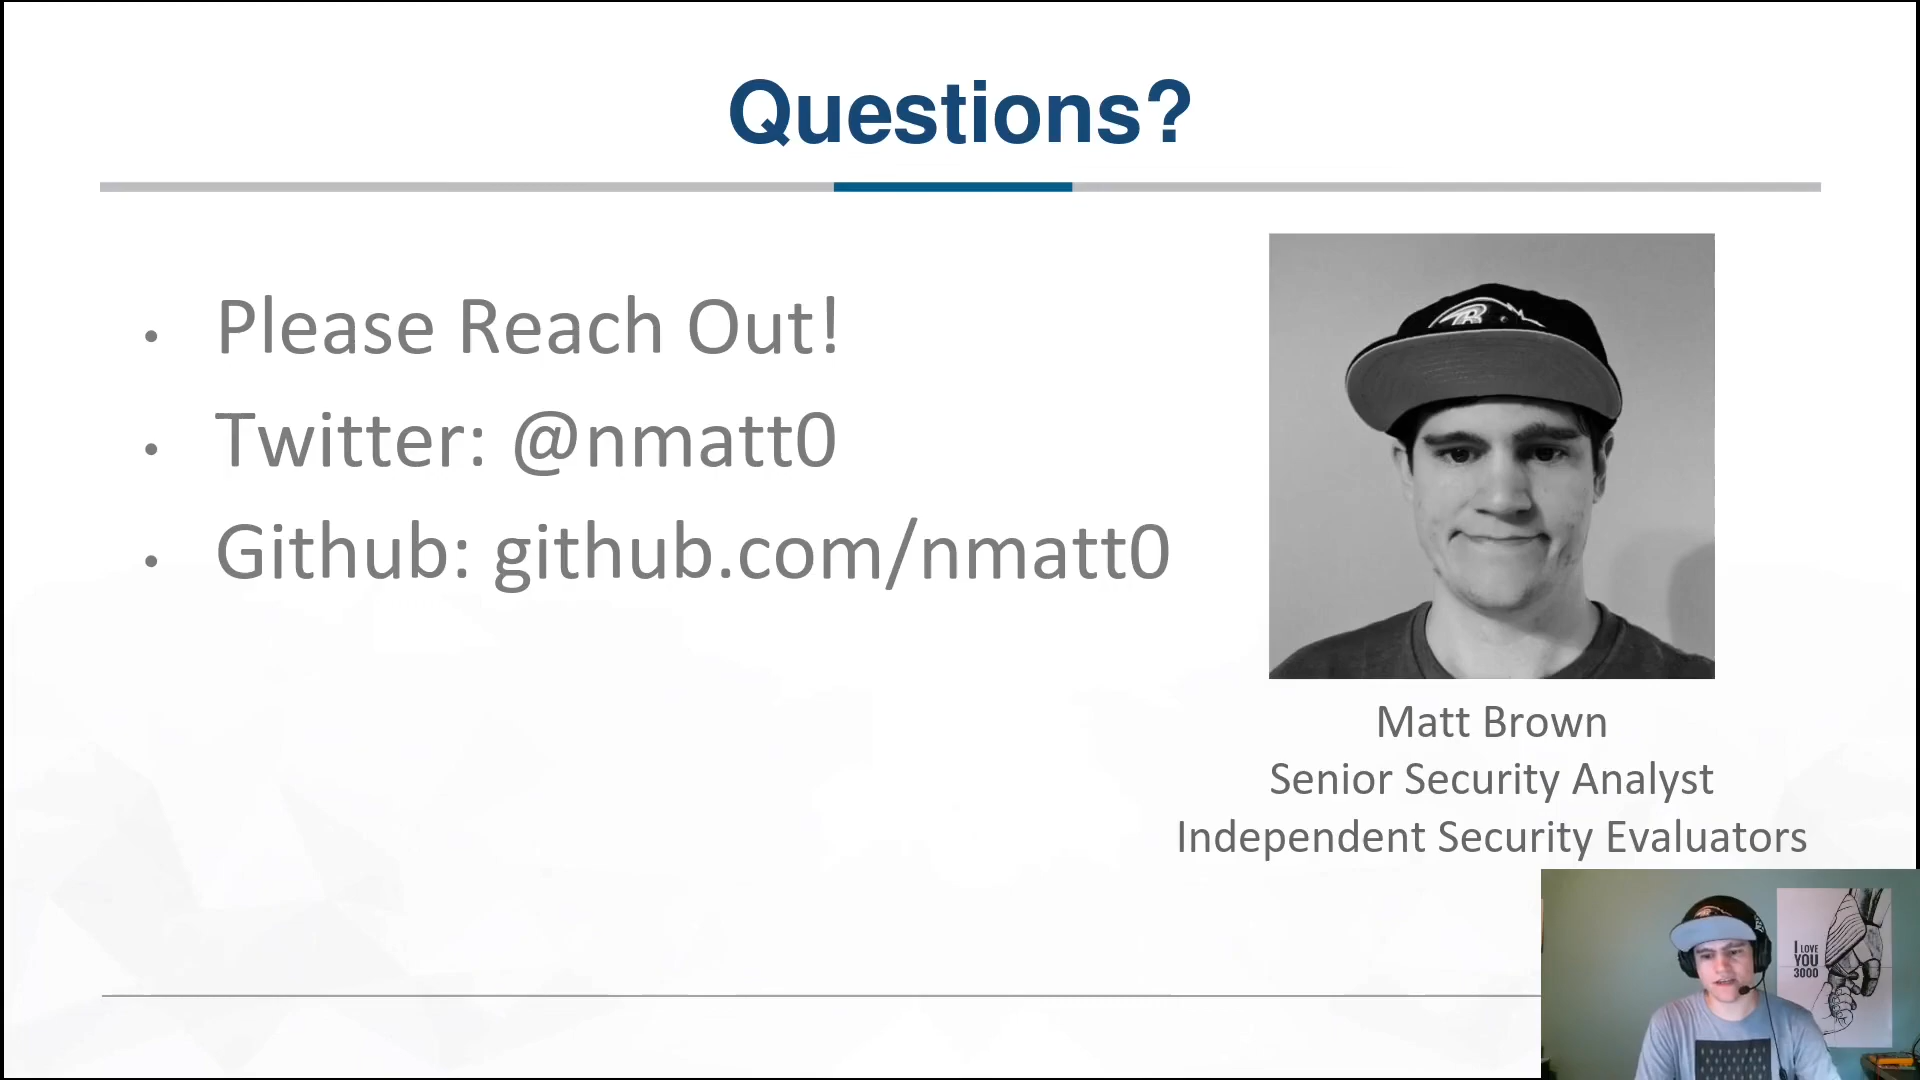 Questions?
• Please Reach Out!
• Twitter: @nmatt0
• Github: github.com/nmatt0
Matt Brown
Senior Security Analyst
Independent Security Evaluators
I LOVE
YOU
3000